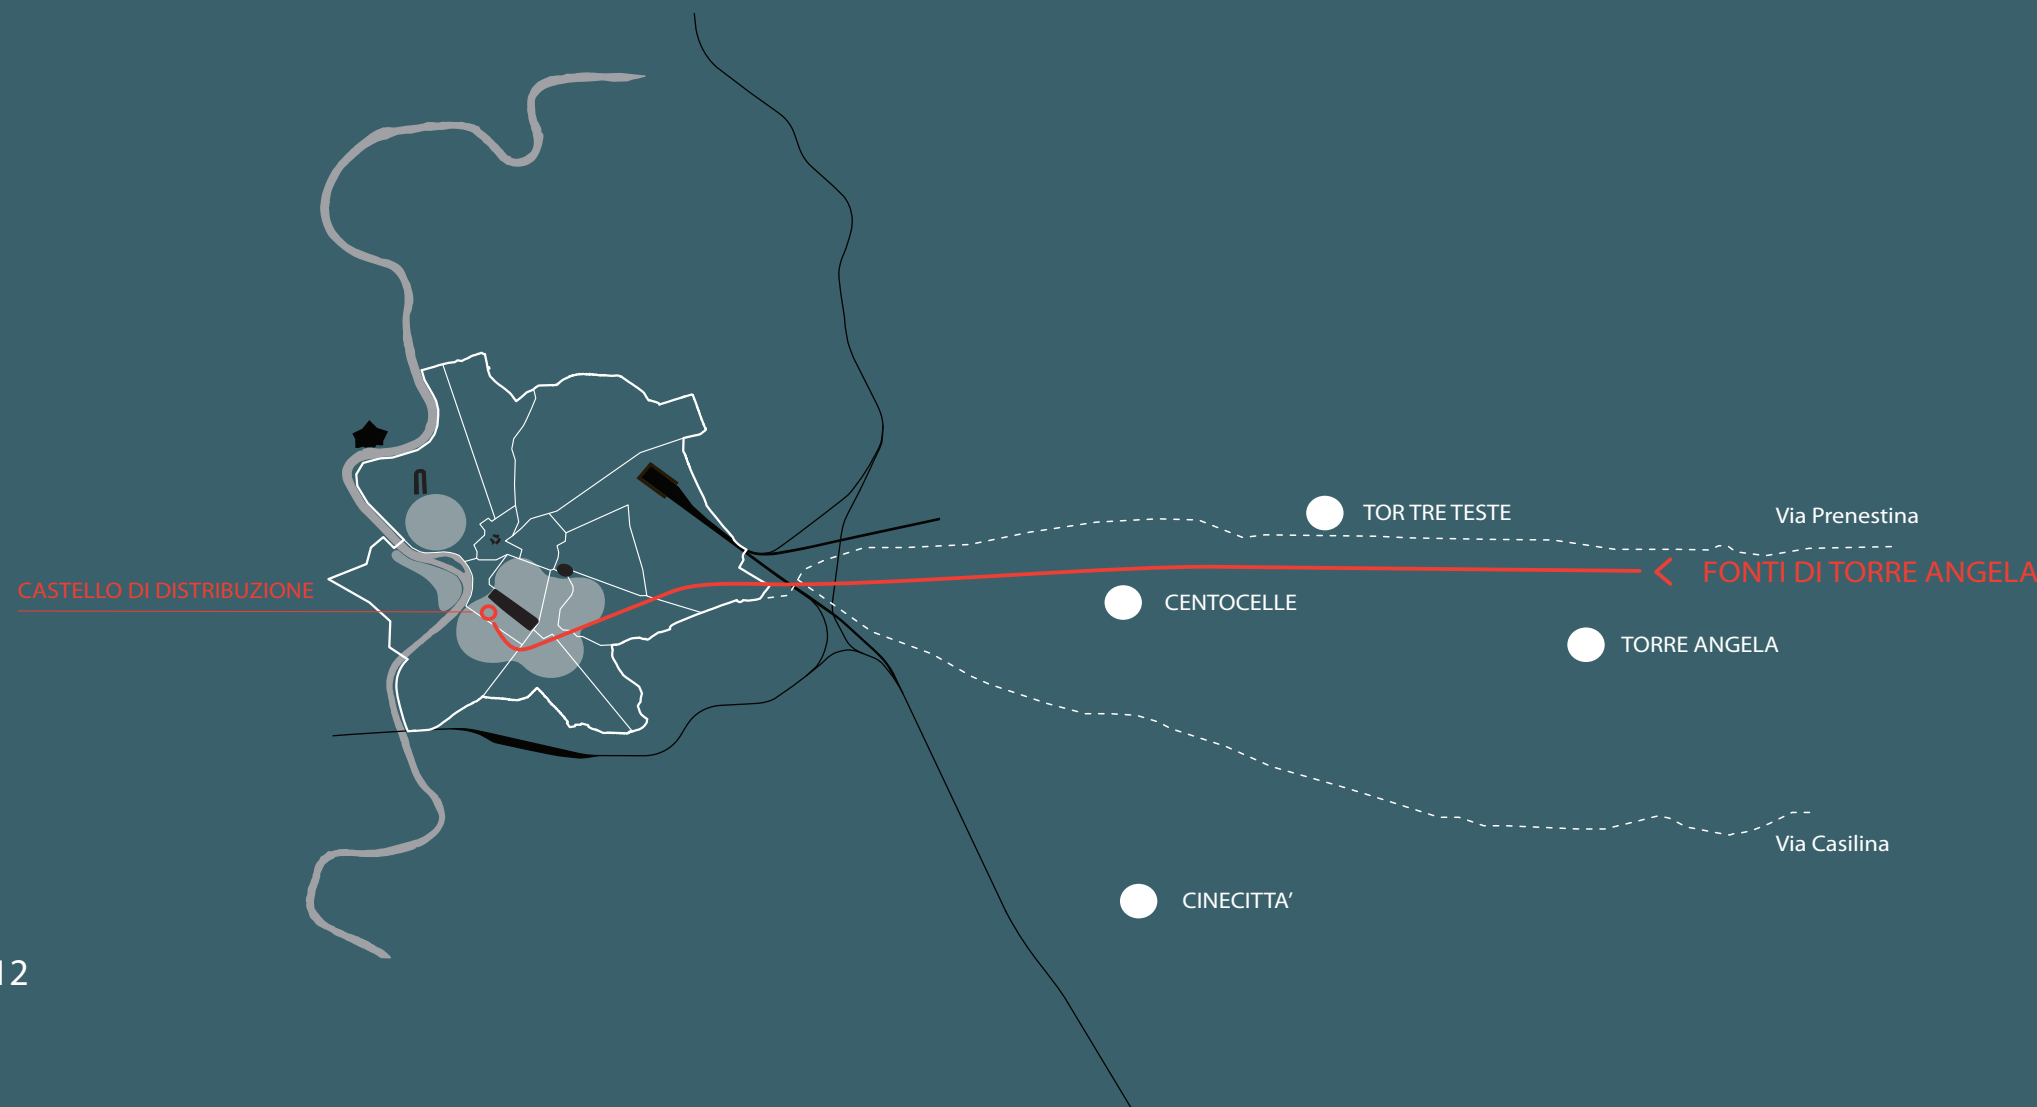 TOR TRE TESTE
Via Prenestina
FONTI DI TORRE ANGELA
CASTELLO DI DISTRIBUZIONE
CENTOCELLE
TORRE ANGELA
Via Casilina
CINECITTA’
12